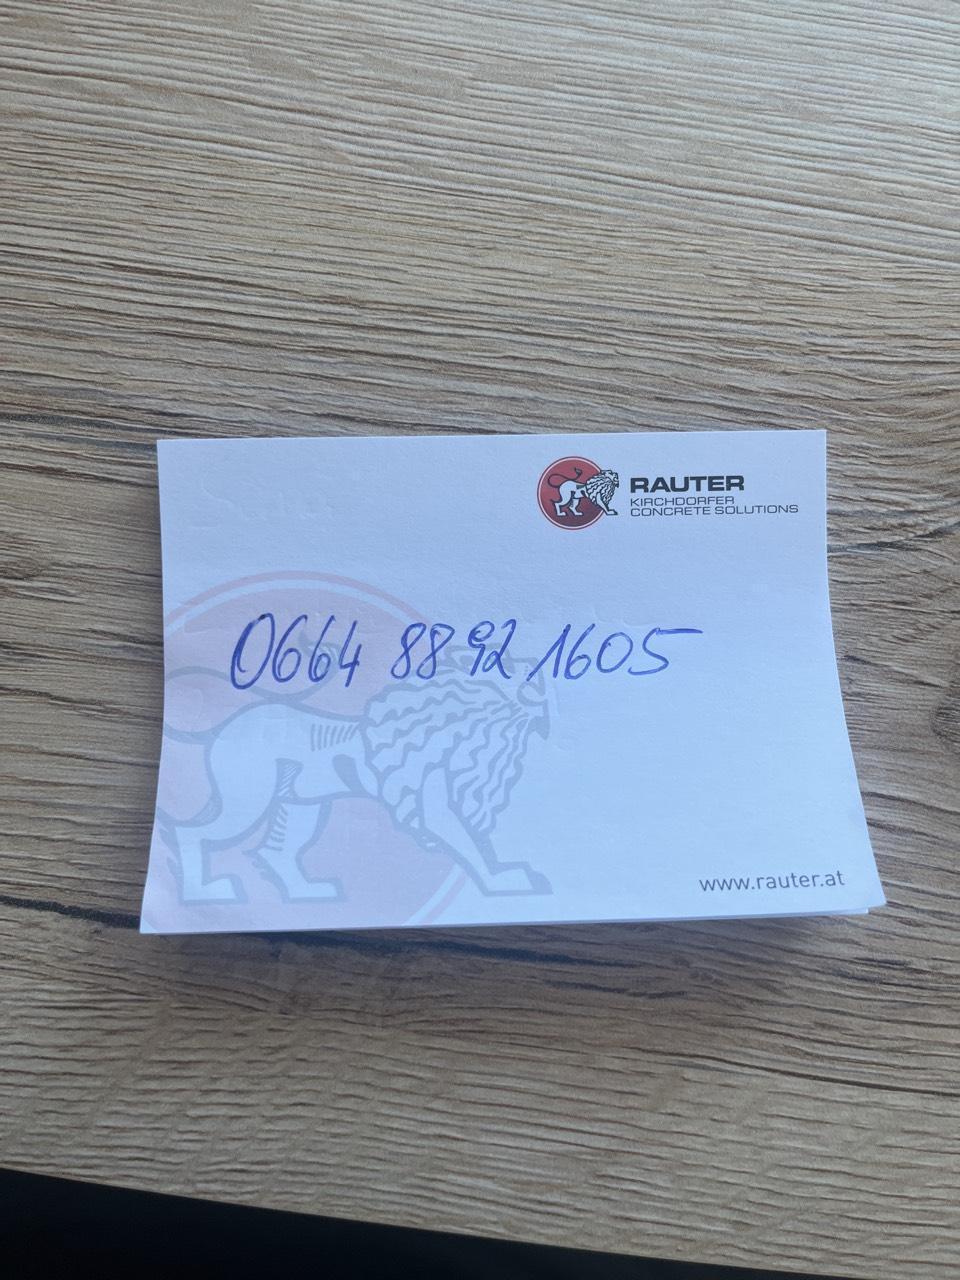 RAUTER
KIRCHDORFER
CONCRETE SOLUTIONS
0664 88 92 1605
www.rauter.at